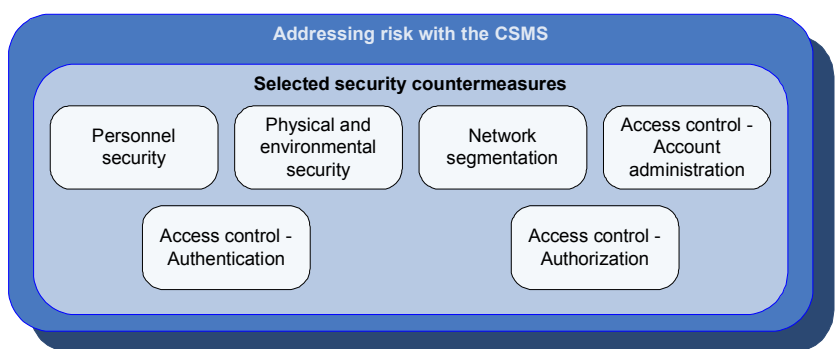 Addressing risk with the CSMS
Selected security countermeasures
Personnel
security
Physical and
environmental
security
Network
segmentation
Access control -
Account
administration
Access control -
Authentication
Access control -
Authorization